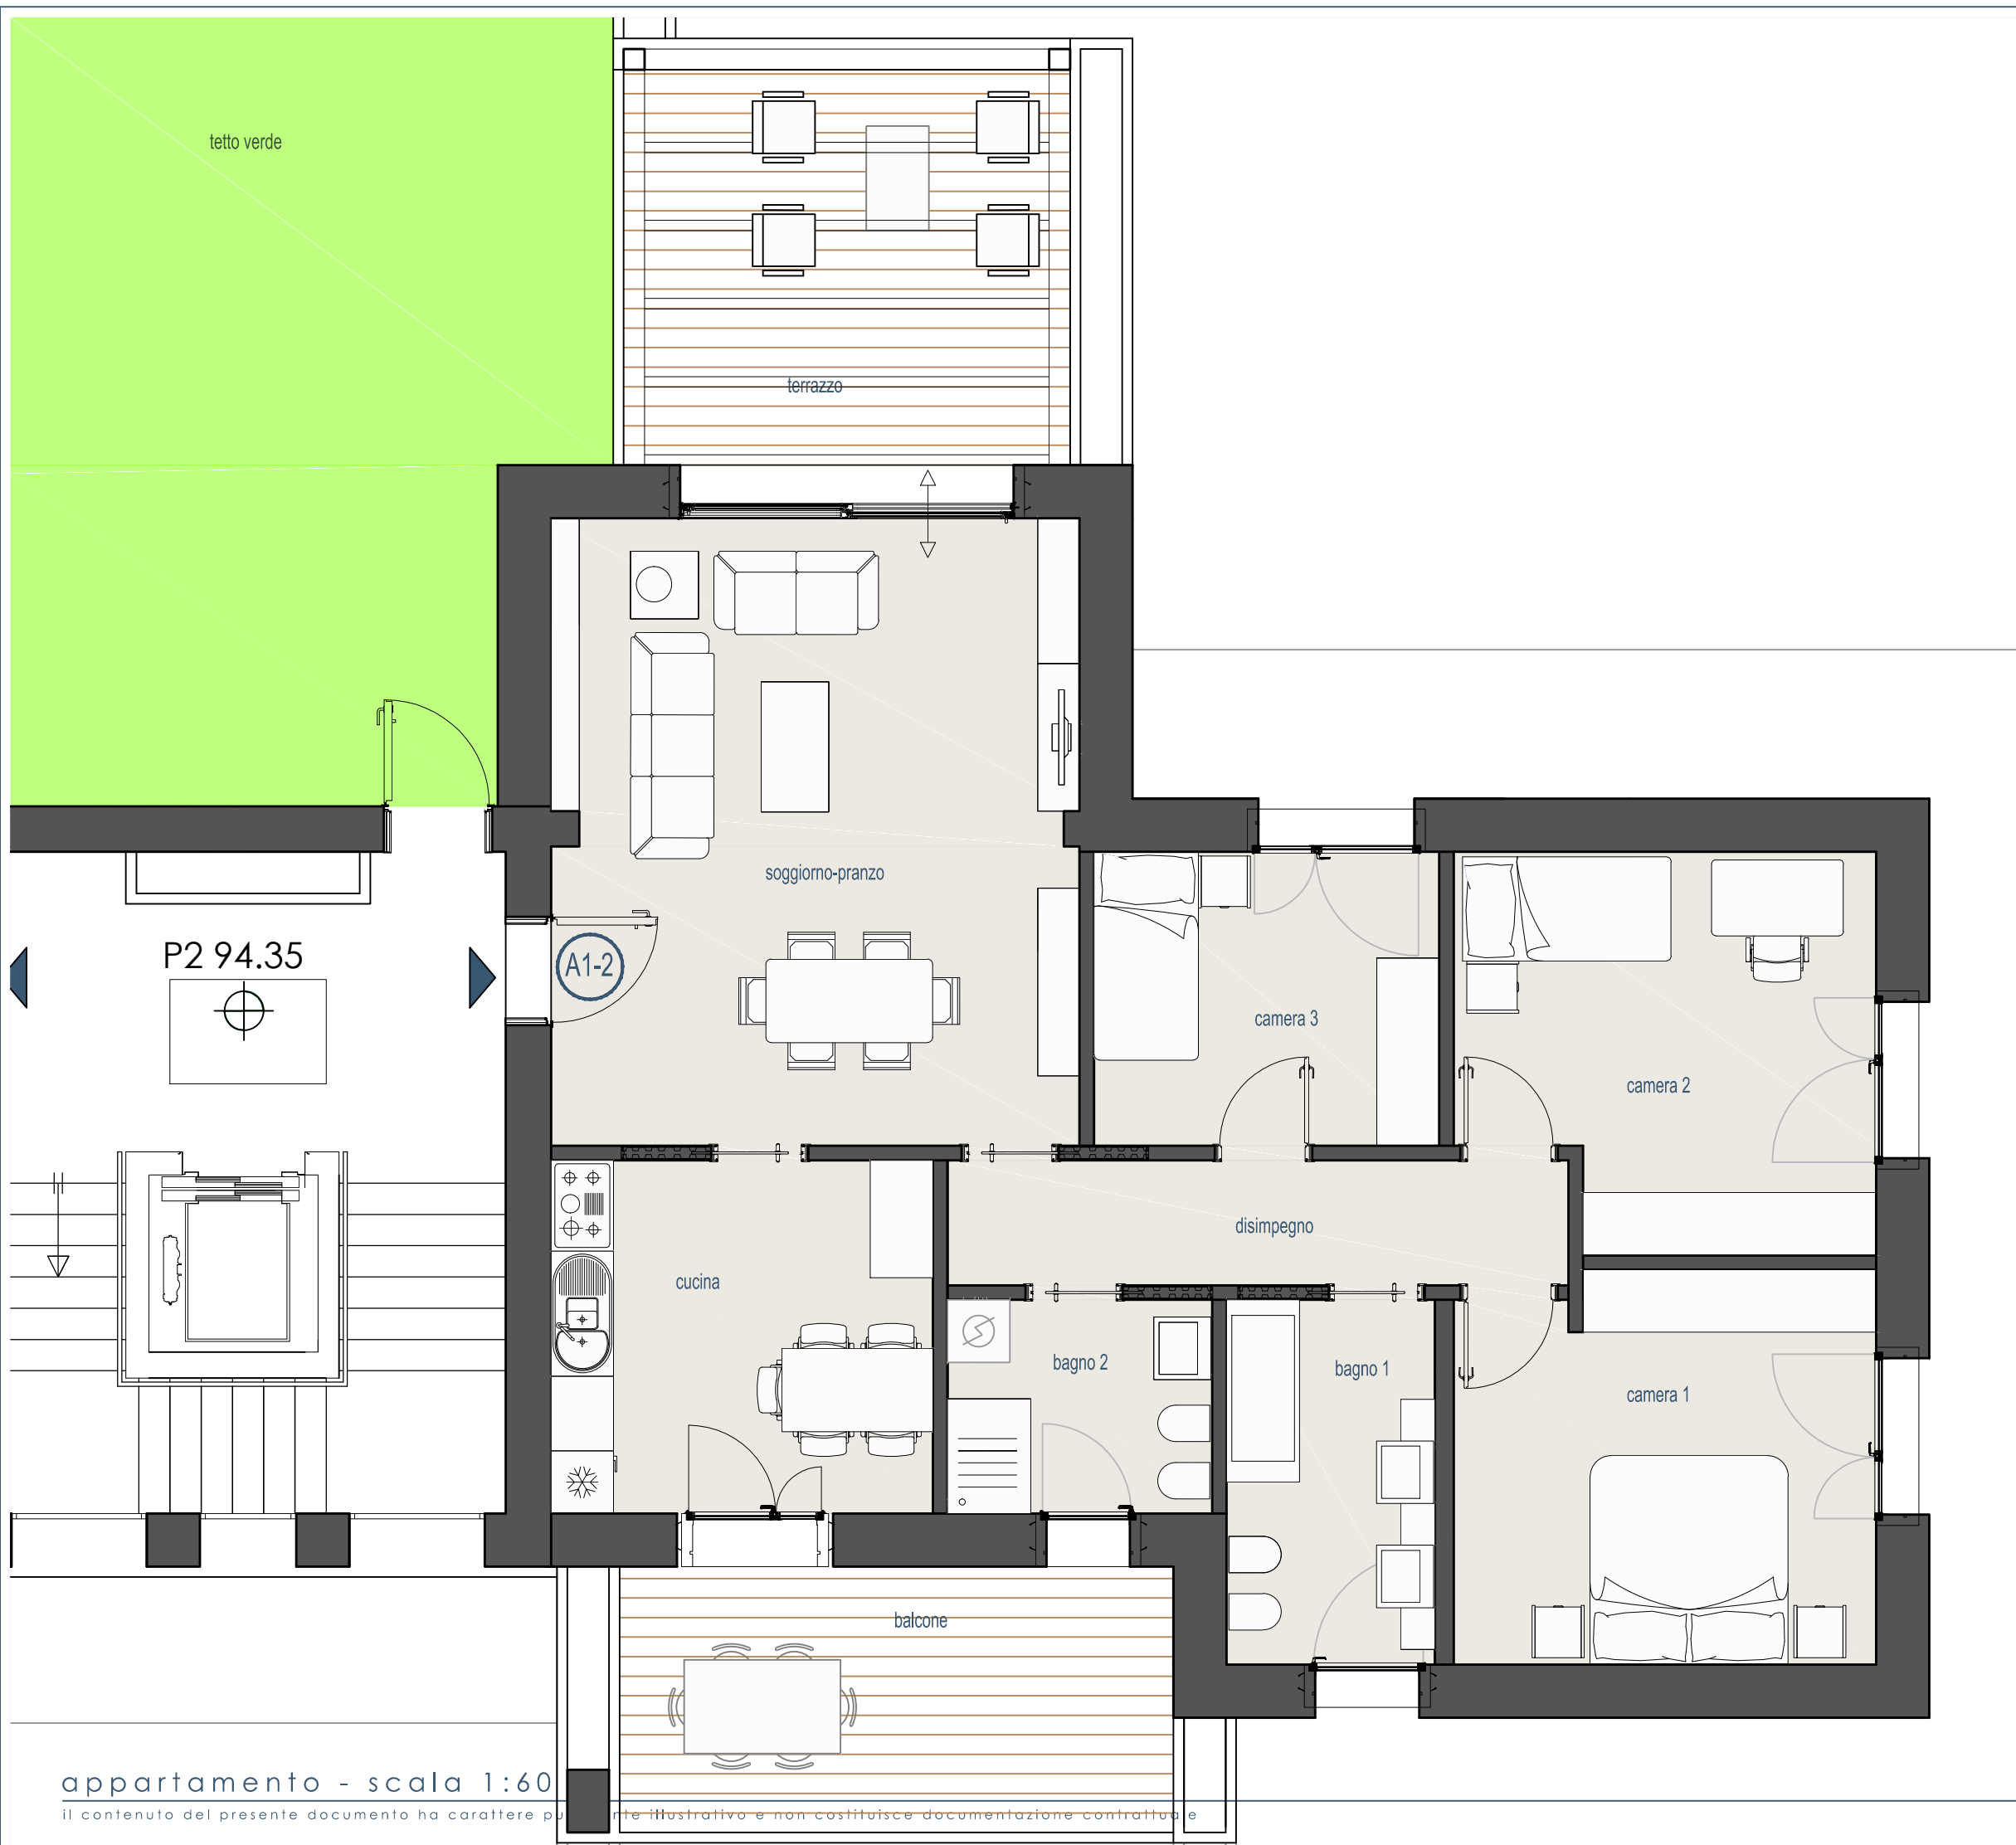 tetto verde
terrazzo
soggiorno-pranzo
P2 94.35
A1-2
camera 3
camera 2
disimpegno
cucina
bagno 2
bagno 1
camera 1
balcone
appartamento - scala 1:60
il contenuto del presente documento ha carattere illustrativo e non costituisce documentazione contrattuale